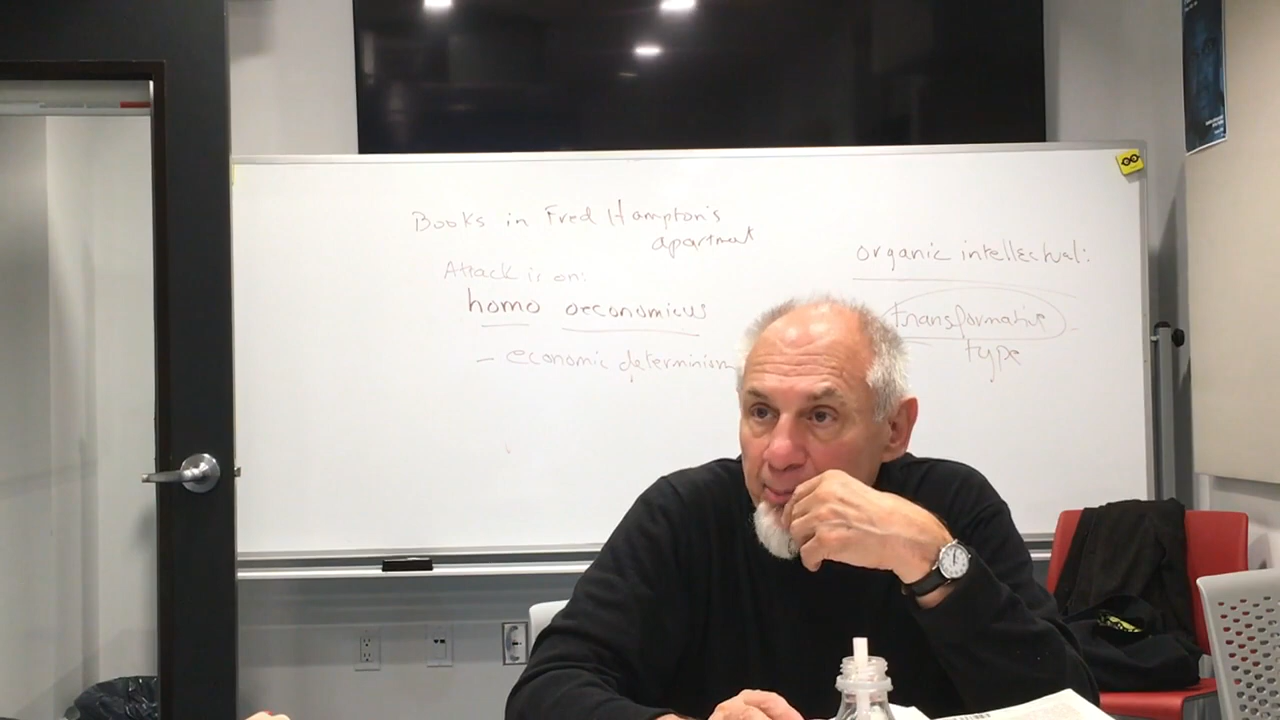 Books in Fred Hampton's
apartment
Attack is on:
homo oeconomicus
- economic determinism
organic intellectual:
transformative
type